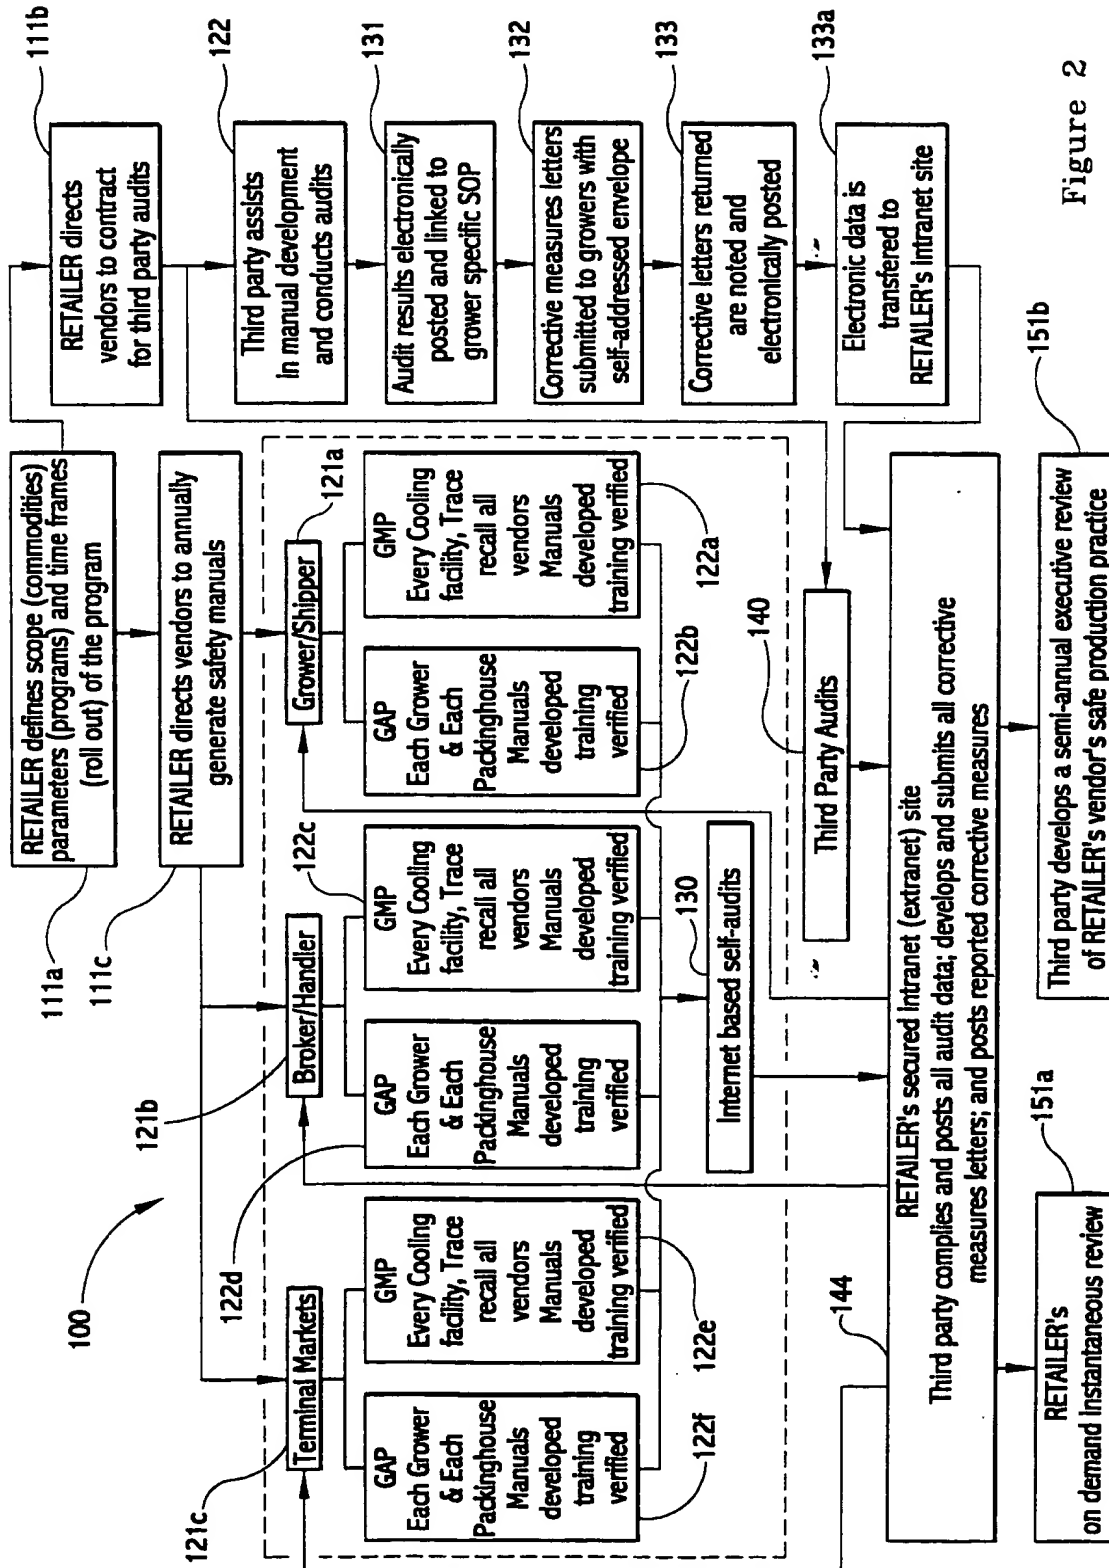 100
111a
RETAILER defines scope (commodities)
parameters (programs) and time frames
(roll out) of the program
111b
RETAILER directs
vendors to contract
for third party audits
111c
RETAILER directs vendors to annually
generate safety manuals
122
Third party assists
in manual development
and conducts audits
121c
Terminal Markets
121b
Broker/Handler
Grower/Shipper
121a
131
Audit results electronically
posted and linked to
grower specific SOP
122f
GAP
Each Grower
& Each
Packinghouse
Manuals
developed
training
verified
122e
GMP
Every Cooling
facility, Trace
recall all
vendors
Manuals
developed
training verified
122d
GAP
Each Grower
& Each
Packinghouse
Manuals
developed
training
verified
122c
GMP
Every Cooling
facility, Trace
recall all
vendors
Manuals
developed
training verified
122b
GAP
Each Grower
& Each
Packinghouse
Manuals
developed
training
verified
122a
GMP
Every Cooling
facility, Trace
recall all
vendors
Manuals
developed
training verified
132
Corrective measures letters
submitted to growers with
self-addressed envelope
133
Corrective letters returned
are noted and
electronically posted
130
Internet based self-audits
140
Third Party Audits
133a
Electronic data is
transferred to
RETAILER's Intranet site
144
RETAILER's secured intranet (extranet) site
Third party complies and posts all audit data; develops and submits all corrective
measures letters; and posts reported corrective measures
151a
RETAILER's
on demand Instantaneous review
151b
Third party develops a semi-annual executive review
of RETAILER's vendor's safe production practice
Figure 2